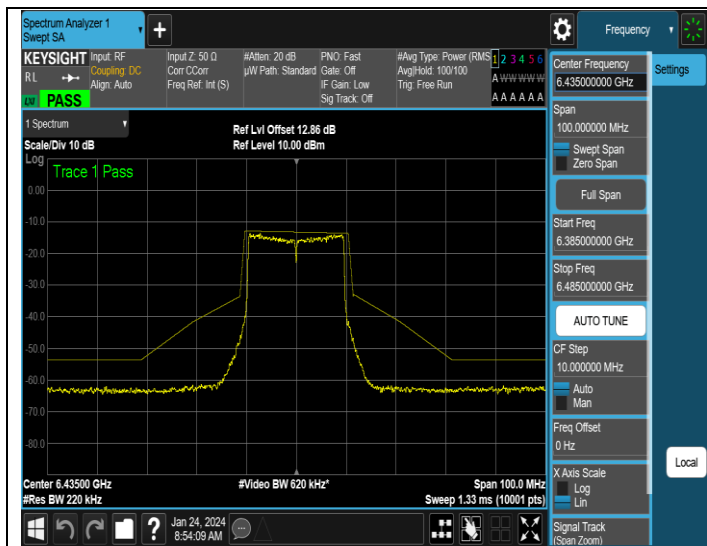 Spectrum Analyzer 1
Swept SA
Frequency
KEYSIGHT
R L
PASS
Input: RF
Coupling: DC
Align: Auto
Input Z: 50 Ω
Corr CCorr
Freq Ref: Int (S)
#Atten: 20 dB
µW Path: Standard
PNO: Fast
Gate: Off
IF Gain: Low
Sig Track: Off
#Avg Type: Power (RMS
Avg|Hold: 100/100
Trig: Free Run
1 2 3 4 5 6
A W W W W W
A A A A A A
1 Spectrum
Scale/Div 10 dB
Ref Lvl Offset 12.86 dB
Ref Level 10.00 dBm
Log
Trace 1 Pass
0.00
-10.0
-20.0
-30.0
-40.0
-50.0
-60.0
-70.0
-80.0
Center 6.43500 GHz
#Res BW 220 kHz
#Video BW 620 kHz*
Span 100.0 MHz
Sweep 1.33 ms (10001 pts)
Jan 24, 2024
8:54:09 AM
?
Center Frequency
6.435000000 GHz
Settings
Span
100.000000 MHz
Swept Span
Zero Span
Full Span
Start Freq
6.385000000 GHz
Stop Freq
6.485000000 GHz
AUTO TUNE
CF Step
10.000000 MHz
Auto
Man
Freq Offset
0 Hz
X Axis Scale
Log
Lin
Local
Signal Track
(Span Zoom)